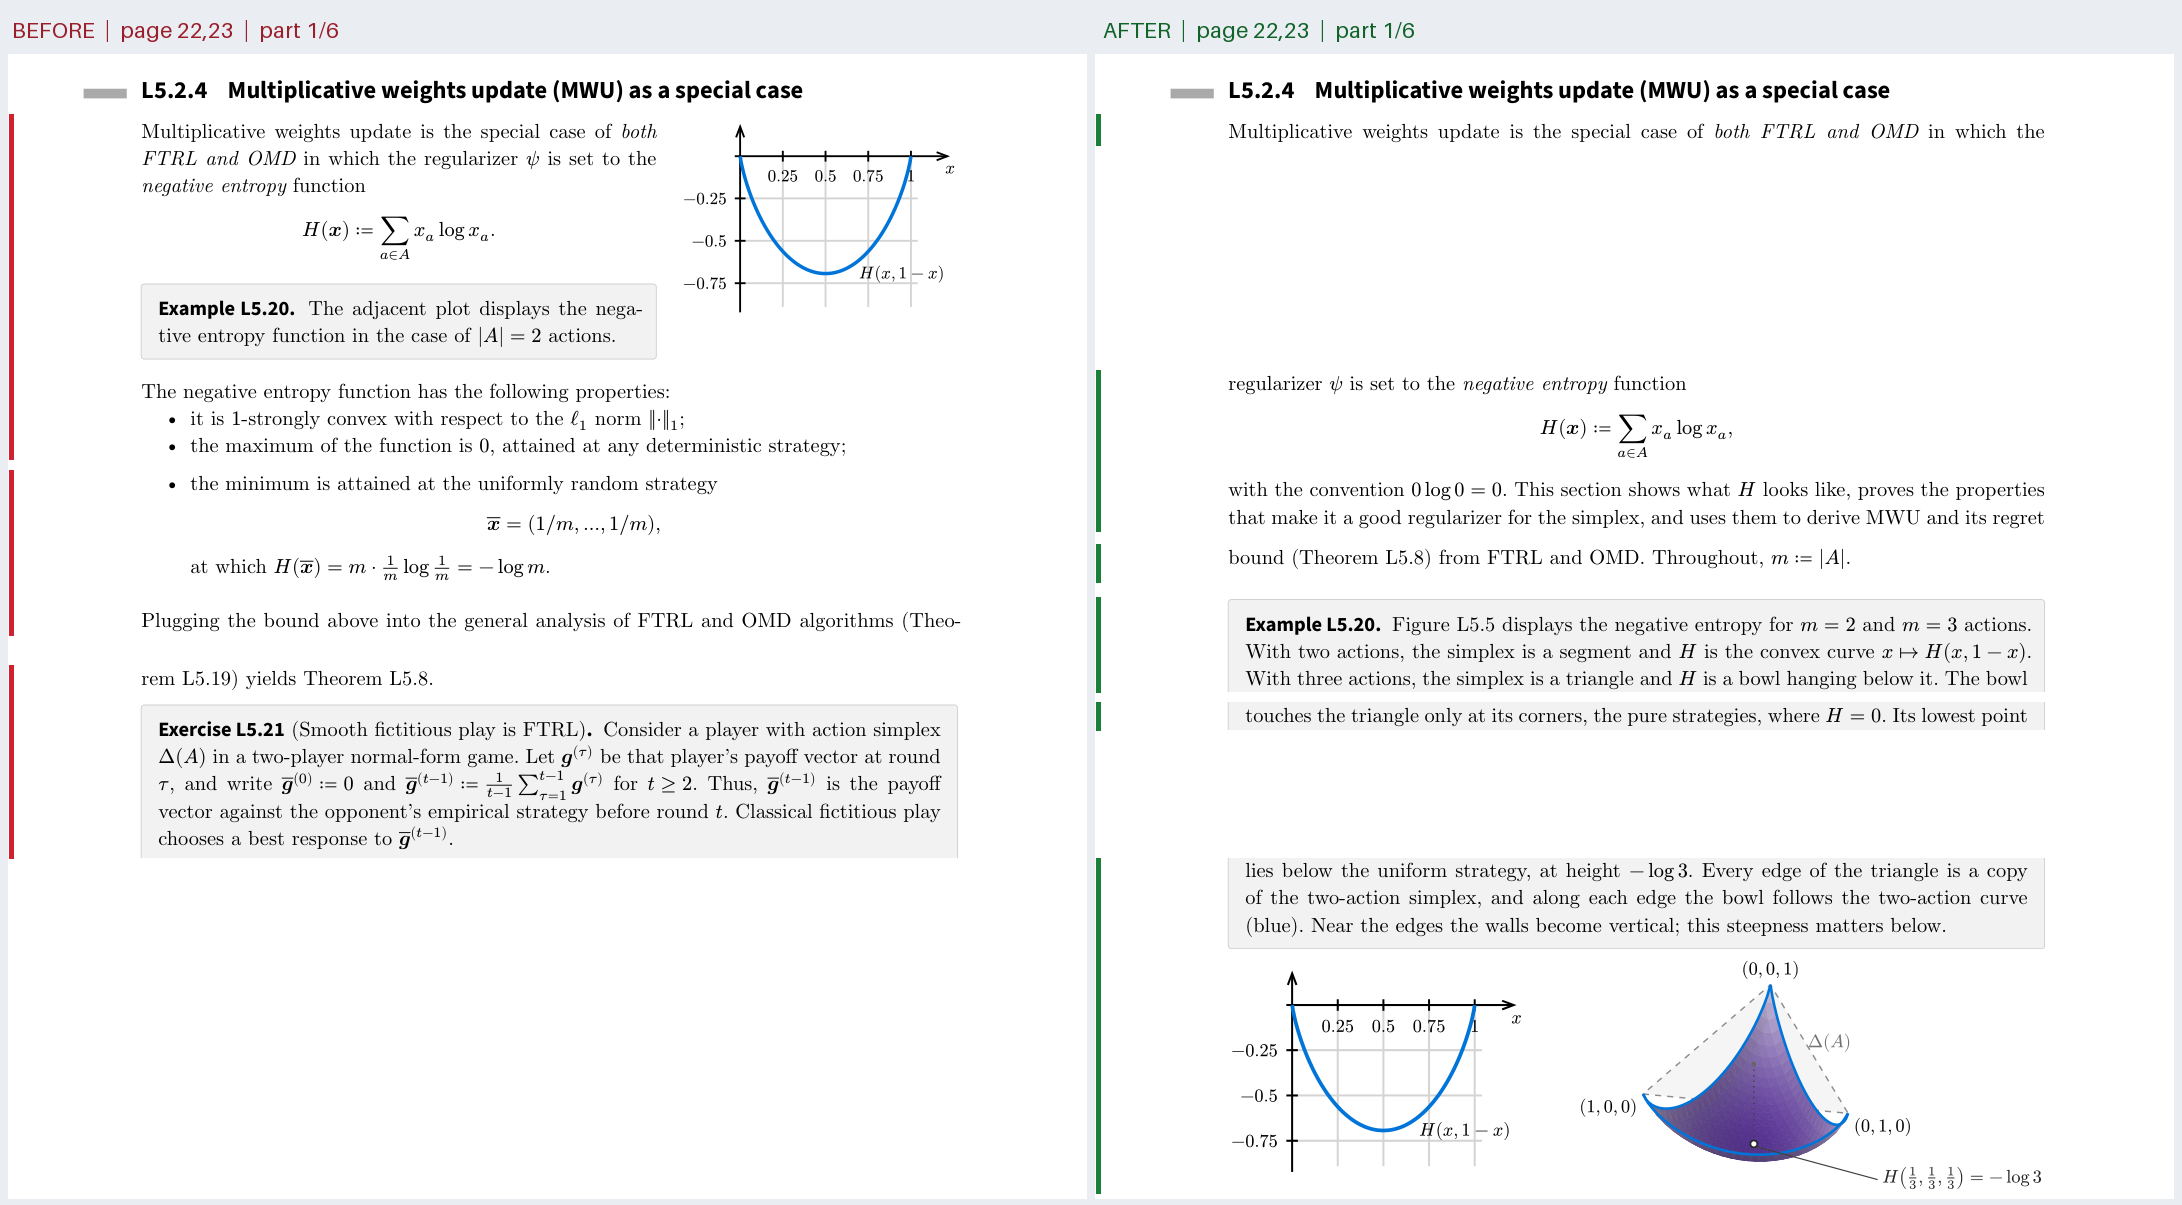 BEFORE | page 22,23 | part 1/6
L5.2.4 Multiplicative weights update (MWU) as a special case
Multiplicative weights update is the special case of both
FTRL and OMD in which the regularizer ψ is set to the
negative entropy function
H(𝒙) := ∑_{a∈A} x_a log x_a.
Example L5.20. The adjacent plot displays the nega-
tive entropy function in the case of |A| = 2 actions.
x
0.25 0.5 0.75 1
−0.25
−0.5
−0.75
H(x, 1 − x)
The negative entropy function has the following properties:
• it is 1-strongly convex with respect to the ℓ₁ norm ‖·‖₁;
• the maximum of the function is 0, attained at any deterministic strategy;
• the minimum is attained at the uniformly random strategy
x̅ = (1/m, ..., 1/m),
at which H(x̅) = m · 1/m log 1/m = − log m.
Plugging the bound above into the general analysis of FTRL and OMD algorithms (Theo-
rem L5.19) yields Theorem L5.8.
Exercise L5.21 (Smooth fictitious play is FTRL). Consider a player with action simplex
Δ(A) in a two-player normal-form game. Let g^(τ) be that player's payoff vector at round
τ, and write g̅^(0) := 0 and g̅^(t−1) := 1/(t−1) ∑_{τ=1}^{t−1} g^(τ) for t ≥ 2. Thus, g̅^(t−1) is the payoff
vector against the opponent's empirical strategy before round t. Classical fictitious play
chooses a best response to g̅^(t−1).
AFTER | page 22,23 | part 1/6
L5.2.4 Multiplicative weights update (MWU) as a special case
Multiplicative weights update is the special case of both FTRL and OMD in which the
regularizer ψ is set to the negative entropy function
H(𝒙) := ∑_{a∈A} x_a log x_a,
with the convention 0 log 0 = 0. This section shows what H looks like, proves the properties
that make it a good regularizer for the simplex, and uses them to derive MWU and its regret
bound (Theorem L5.8) from FTRL and OMD. Throughout, m := |A|.
Example L5.20. Figure L5.5 displays the negative entropy for m = 2 and m = 3 actions.
With two actions, the simplex is a segment and H is the convex curve x ↦ H(x, 1 − x).
With three actions, the simplex is a triangle and H is a bowl hanging below it. The bowl
touches the triangle only at its corners, the pure strategies, where H = 0. Its lowest point
lies below the uniform strategy, at height − log 3. Every edge of the triangle is a copy
of the two-action simplex, and along each edge the bowl follows the two-action curve
(blue). Near the edges the walls become vertical; this steepness matters below.
x
0.25 0.5 0.75 1
−0.25
−0.5
−0.75
H(x, 1 − x)
(0, 0, 1)
Δ(A)
(1, 0, 0)
(0, 1, 0)
H(1/3, 1/3, 1/3) = − log 3